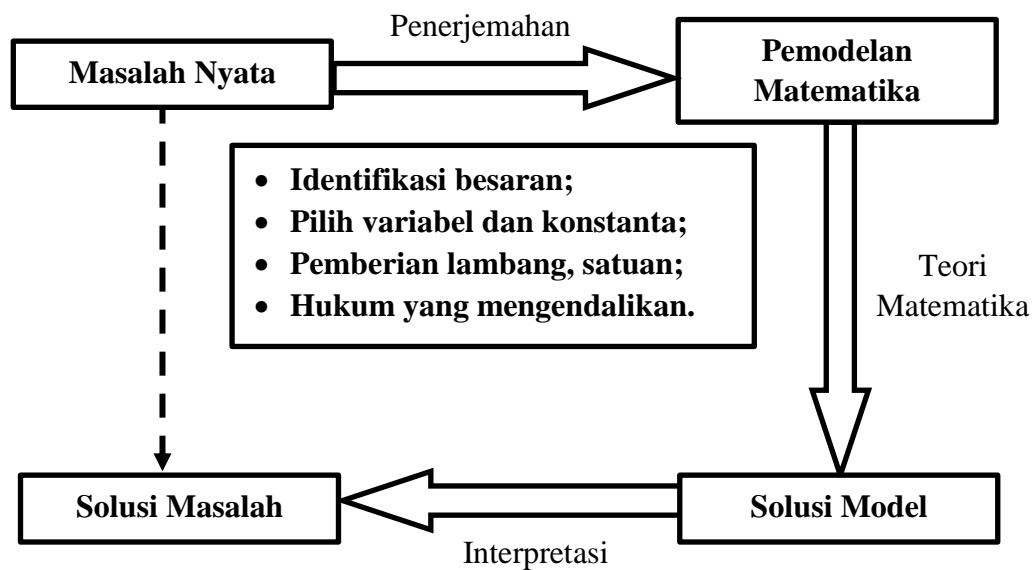 Penerjemahan
Masalah Nyata
Pemodelan
Matematika
• Identifikasi besaran;
• Pilih variabel dan konstanta;
• Pemberian lambang, satuan;
• Hukum yang mengendalikan.
Teori
Matematika
Solusi Masalah
Solusi Model
Interpretasi